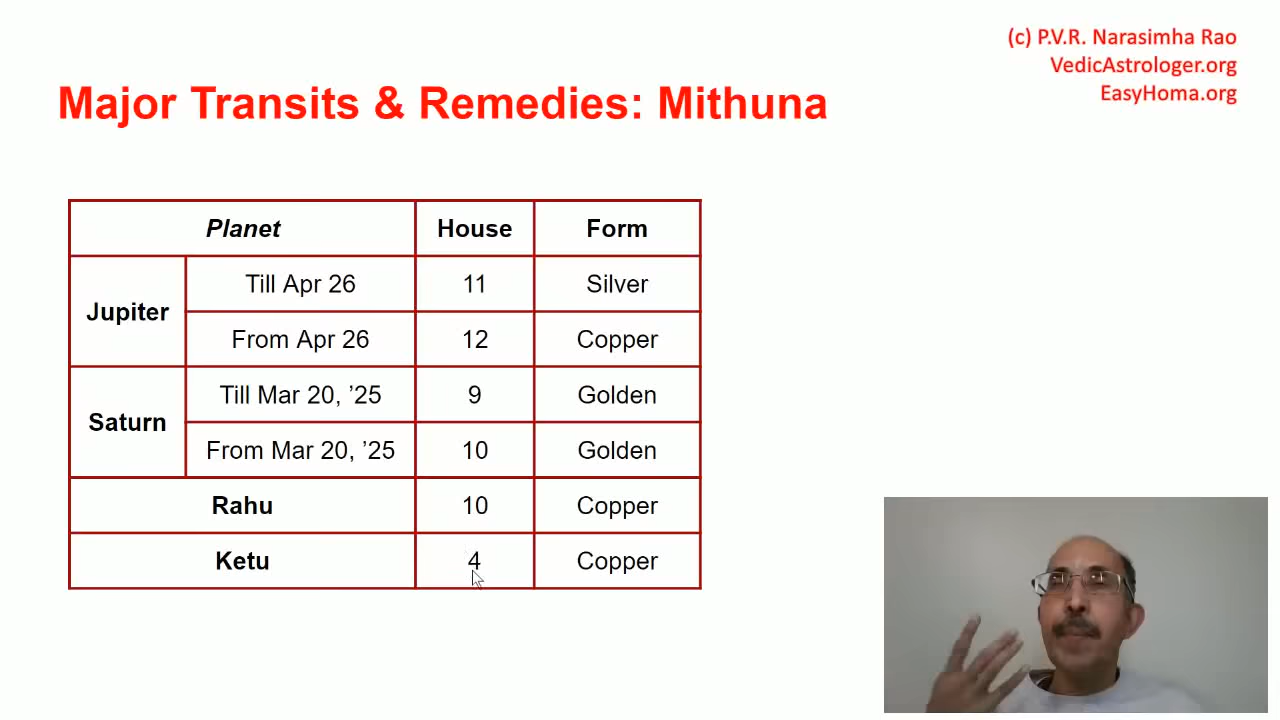 (c) P.V.R. Narasimha Rao
VedicAstrologer.org
EasyHoma.org
Major Transits & Remedies: Mithuna
Planet House Form
Jupiter Till Apr 26 11 Silver
From Apr 26 12 Copper
Saturn Till Mar 20, ’25 9 Golden
From Mar 20, ’25 10 Golden
Rahu 10 Copper
Ketu 4 Copper